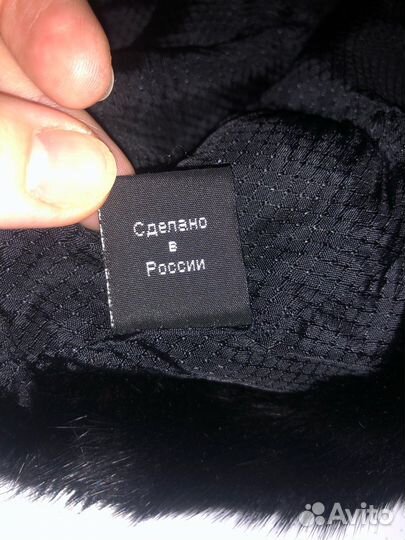 Сделано
в
России
Avito